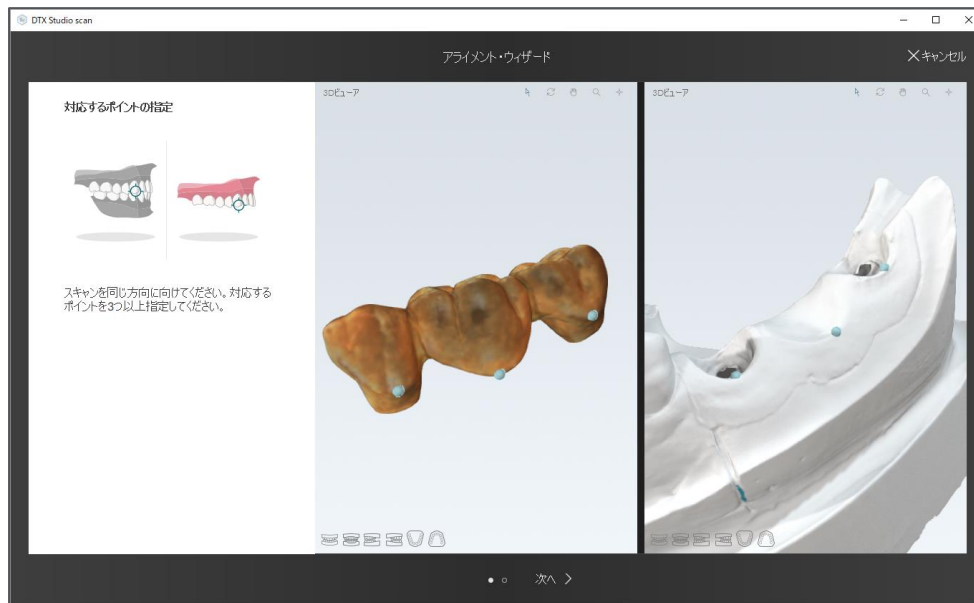 DTX Studio scan
アライメント・ウィザード
キャンセル
対応するポイントの指定
スキャンを同じ方向に向けてください。対応する
ポイントを3つ以上指定してください。
3Dビューア
3Dビューア
次へ